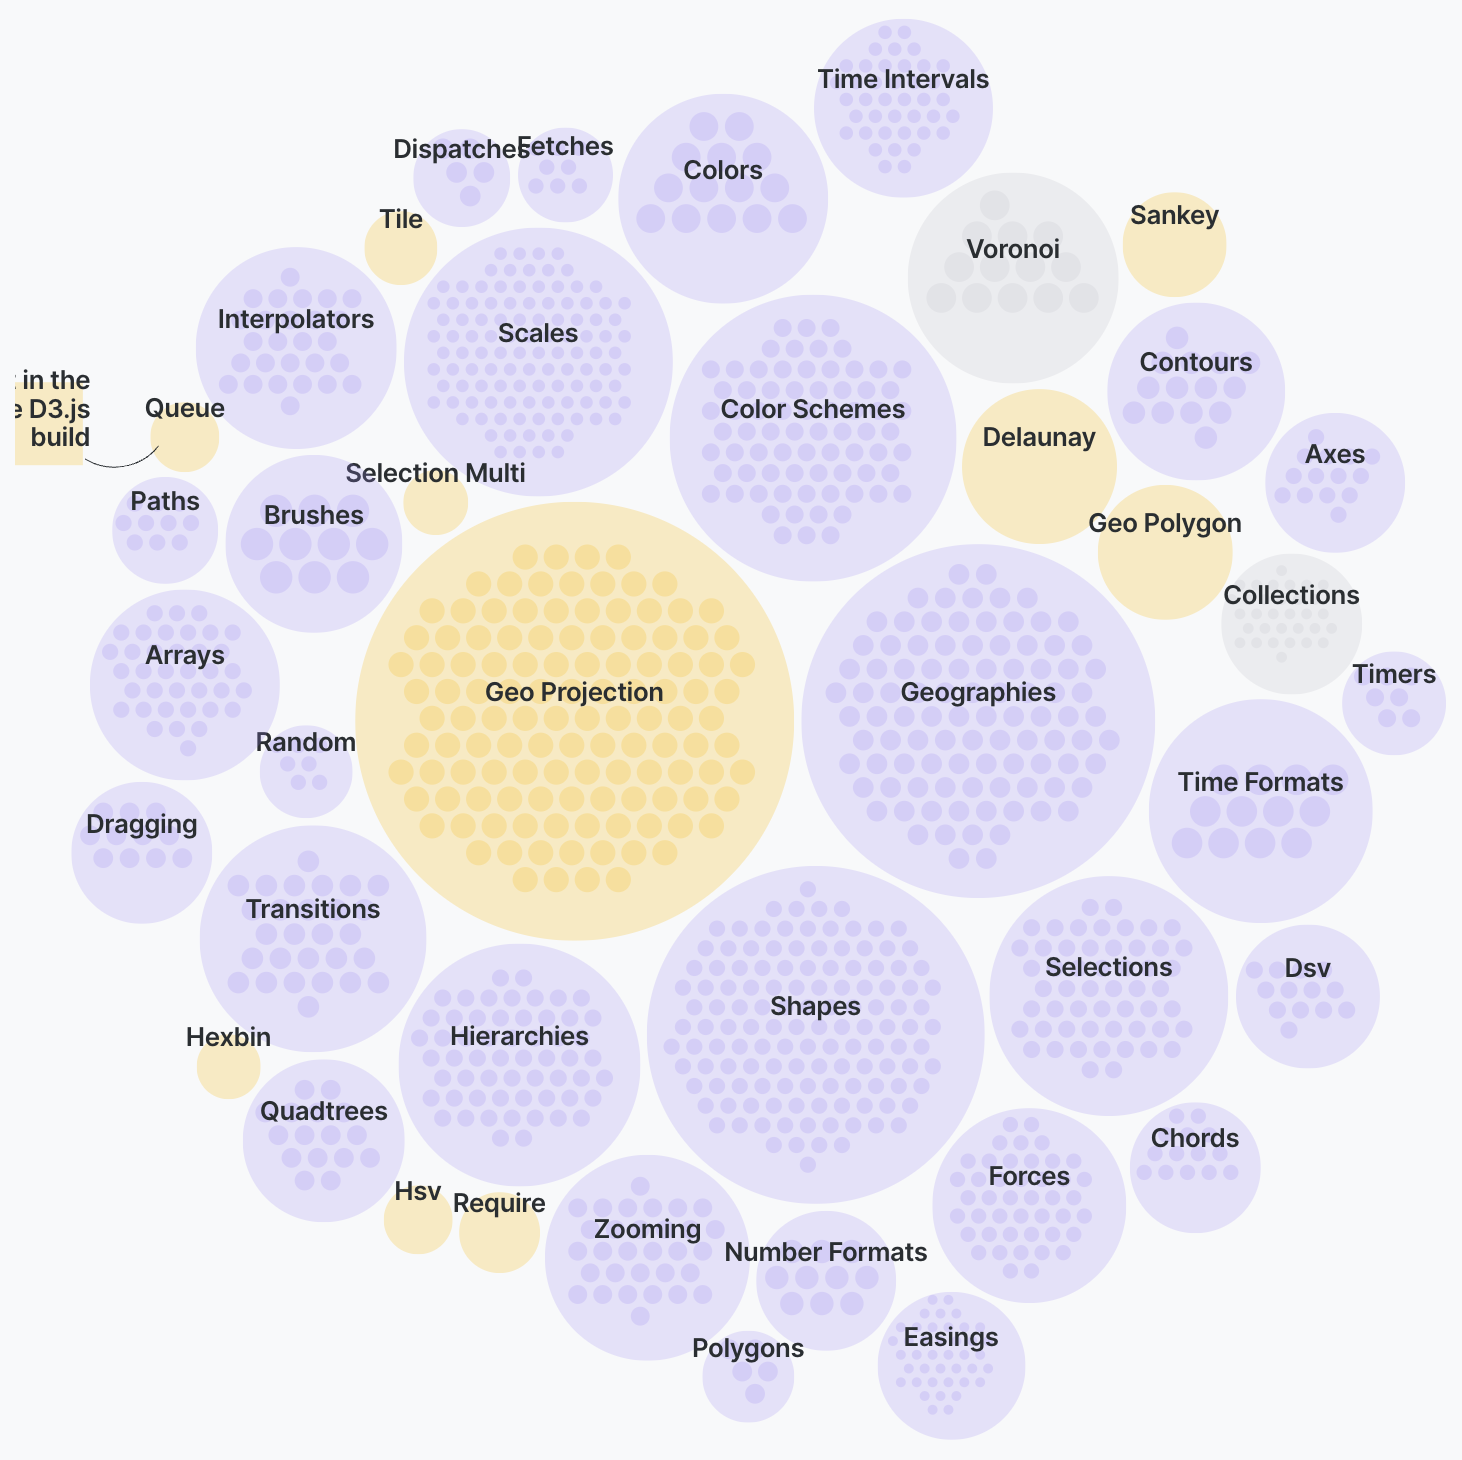 Time Intervals
Dispatches
Fetches
Colors
Tile
Sankey
Voronoi
Interpolators
Scales
Contours
in the
D3.js
build
Queue
Color Schemes
Delaunay
Axes
Selection Multi
Paths
Brushes
Geo Polygon
Collections
Arrays
Timers
Geo Projection
Geographies
Random
Time Formats
Dragging
Transitions
Selections
Dsv
Shapes
Hexbin
Hierarchies
Quadtrees
Chords
Forces
Hsv
Require
Zooming
Number Formats
Easings
Polygons